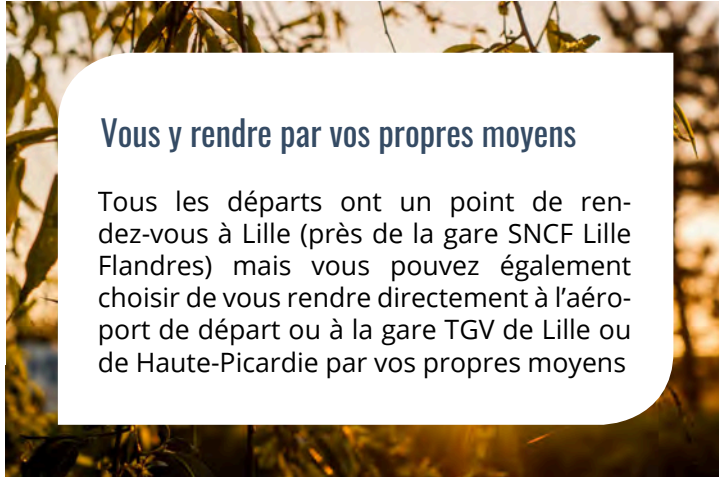 Vous y rendre par vos propres moyens
Tous les départs ont un point de ren-
dez-vous à Lille (près de la gare SNCF Lille
Flandres) mais vous pouvez également
choisir de vous rendre directement à l’aéro-
port de départ ou à la gare TGV de Lille ou
de Haute-Picardie par vos propres moyens